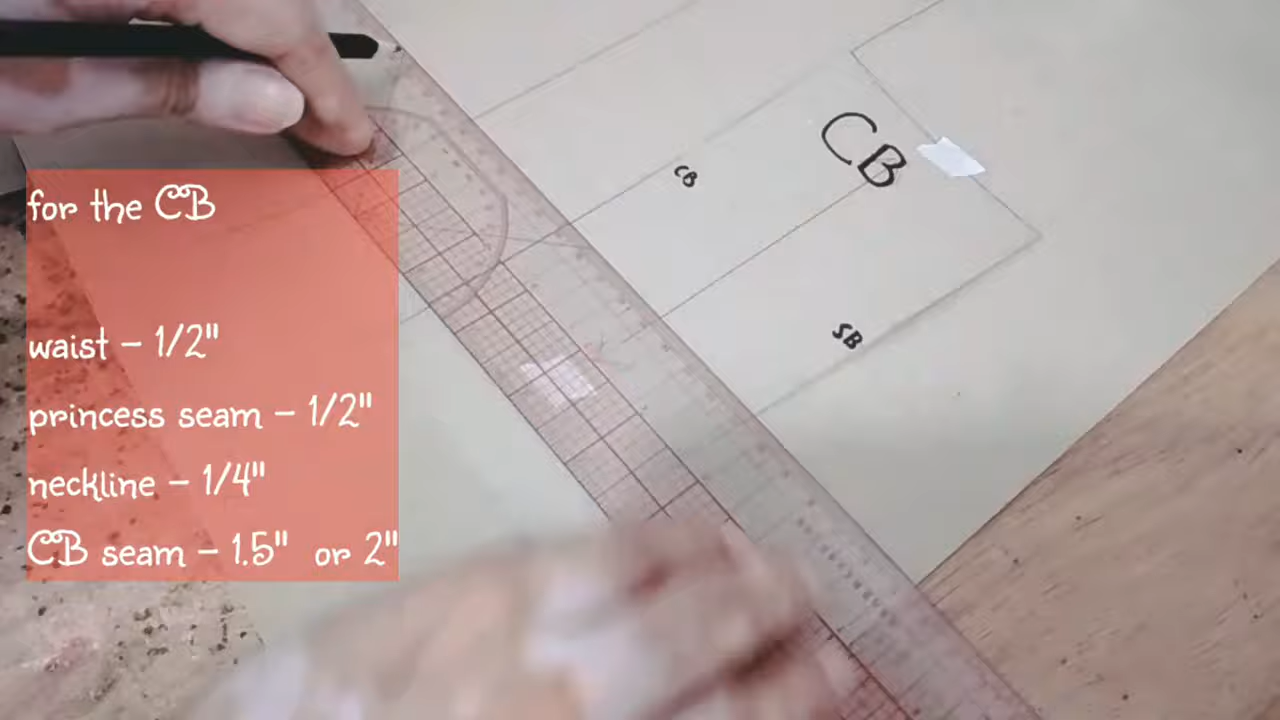 for the CB
waist – 1/2"
princess seam – 1/2"
neckline – 1/4"
CB seam – 1.5" or 2"
CB
CB
SB